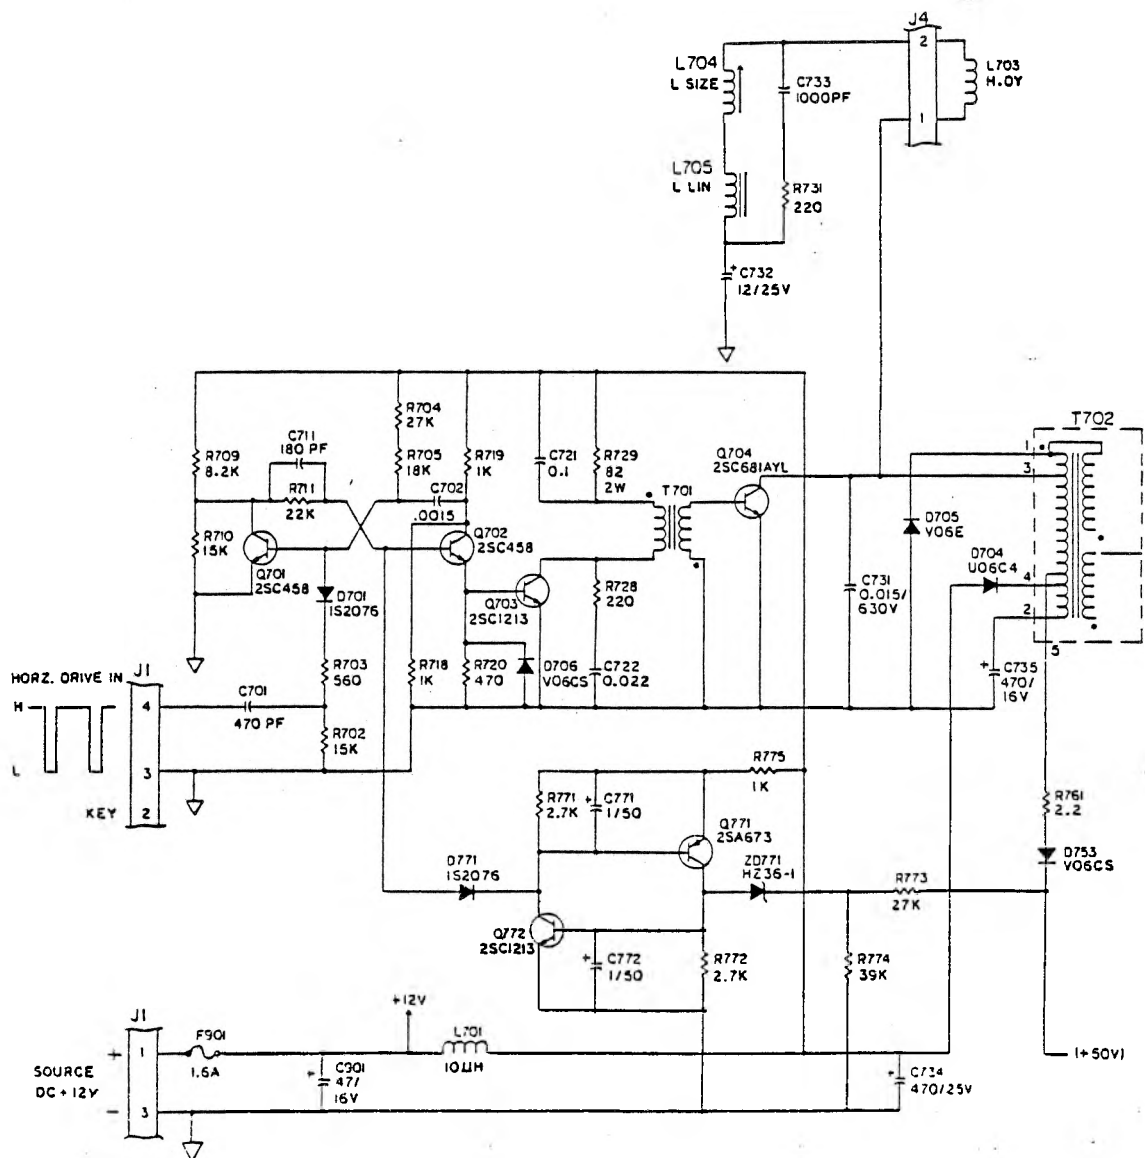 J4
2
L703
H.DY
1
L704
L SIZE
C733
1000PF
L705
L LIN
R731
220
+
C732
12/25V
R704
27K
R709
8.2K
C711
180 PF
R705
18K
R719
1K
C721
0.1
R729
82
2W
Q704
2SC681AYL
T702
3
R711
22K
C702
.0015
T701
D705
V06E
R710
15K
Q702
2SC458
D704
U06C4
4
Q701
2SC458
D701
1S2076
Q703
2SC1213
R728
220
C731
0.015/
630V
2
5
J1
HORZ. DRIVE IN
R703
560
R718
1K
R720
470
D706
V06CS
C722
0.022
+
C735
470/
16V
H
4
C701
470 PF
R702
15K
L
3
R775
1K
KEY
2
R771
2.7K
+
C771
1/50
Q771
2SA673
R761
2.2
D771
1S2076
ZD771
HZ36-1
D753
V06CS
R773
27K
Q772
2SC1213
+
C772
1/50
R772
2.7K
R774
39K
J1
+12V
F901
L701
+
1
1.6A
10μH
(+50V)
SOURCE
DC +12V
+
C901
47/
16V
+
C734
470/25V
−
3